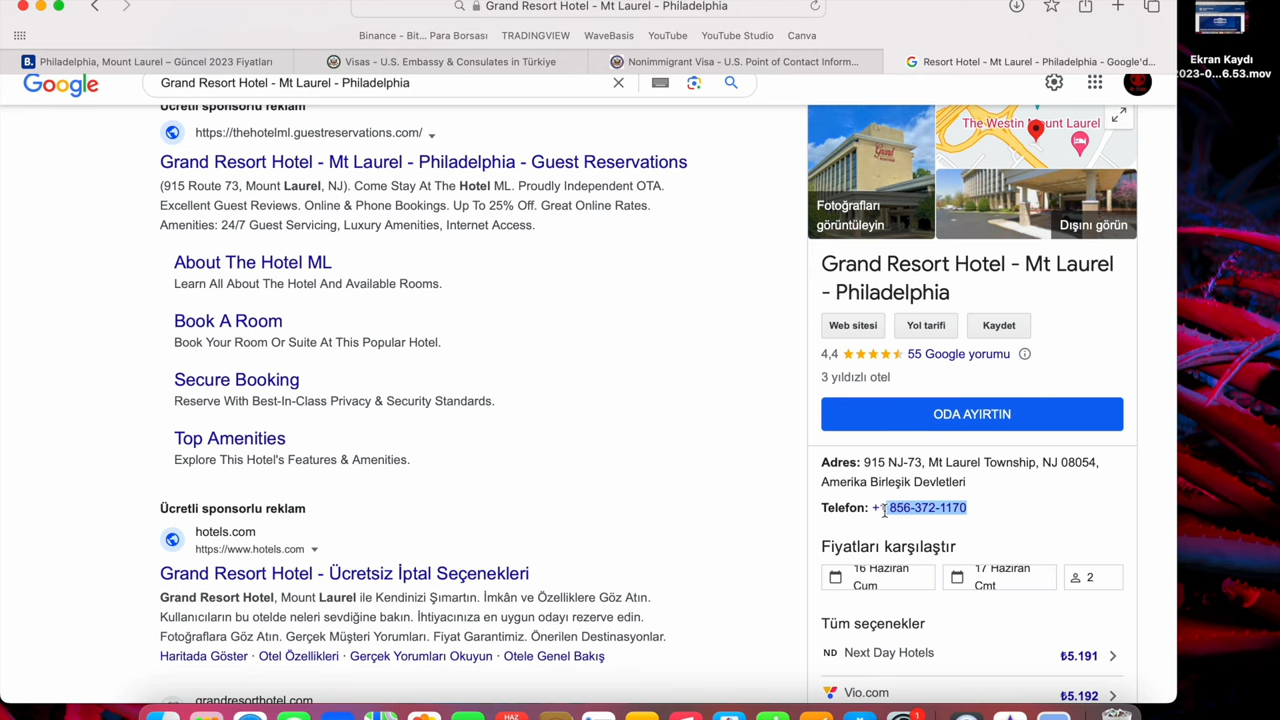 Grand Resort Hotel - Mt Laurel - Philadelphia
Binance - Bit... Para Borsası TRADUBVIEW WaveBasis YouTube YouTube Studio Canva
B. Philadelphia, Mount Laurel – Güncel 2023 Fiyatları
Visas - U.S. Embassy & Consulates in Türkiye
Nonimmigrant Visa - U.S. Point of Contact Inform...
Resort Hotel - Mt Laurel - Philadelphia - Google'd...
Ekran Kaydı
2023-0...6.53.mov
Google
Grand Resort Hotel - Mt Laurel - Philadelphia
Ücretli sponsorlu reklam
https://thehotelml.guestreservations.com/
Grand Resort Hotel - Mt Laurel - Philadelphia - Guest Reservations
(915 Route 73, Mount Laurel, NJ). Come Stay At The Hotel ML. Proudly Independent OTA.
Excellent Guest Reviews. Online & Phone Bookings. Up To 25% Off. Great Online Rates.
Amenities: 24/7 Guest Servicing, Luxury Amenities, Internet Access.
About The Hotel ML
Learn All About The Hotel And Available Rooms.
Book A Room
Book Your Room Or Suite At This Popular Hotel.
Secure Booking
Reserve With Best-In-Class Privacy & Security Standards.
Top Amenities
Explore This Hotel's Features & Amenities.
Ücretli sponsorlu reklam
hotels.com
https://www.hotels.com
Grand Resort Hotel - Ücretsiz İptal Seçenekleri
Grand Resort Hotel, Mount Laurel ile Kendinizi Şımartın. İmkân ve Özelliklere Göz Atın.
Kullanıcıların bu otelde neleri sevdiğine bakın. İhtiyacınıza en uygun odayı rezerve edin.
Fotoğraflara Göz Atın. Gerçek Müşteri Yorumları. Fiyat Garantimiz. Önerilen Destinasyonlar.
Haritada Göster · Otel Özellikleri · Gerçek Yorumları Okuyun · Otele Genel Bakış
grandresorthotel.com
The Westin Mount Laurel
Grand
Fotoğrafları
görüntüleyin
Dışını görün
Grand Resort Hotel - Mt Laurel
- Philadelphia
Web sitesi
Yol tarifi
Kaydet
4,4 55 Google yorumu
3 yıldızlı otel
ODA AYIRTIN
Adres: 915 NJ-73, Mt Laurel Township, NJ 08054,
Amerika Birleşik Devletleri
Telefon: +1 856-372-1170
Fiyatları karşılaştır
16 Haziran
Cum
17 Haziran
Cmt
2
Tüm seçenekler
ND Next Day Hotels ₺5.191
Vio.com ₺5.192
HAZ
1